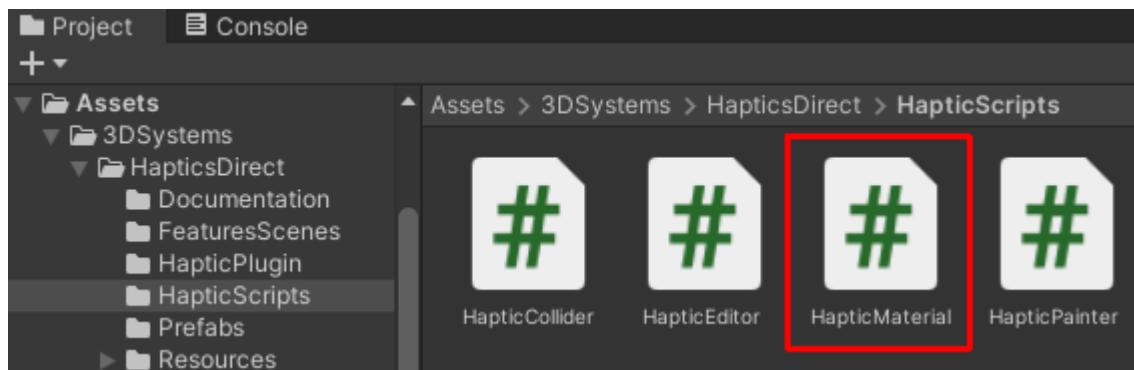 Project
Console
Assets
3DSystems
HapticsDirect
Documentation
FeaturesScenes
HapticPlugin
HapticScripts
Prefabs
Resources
Assets > 3DSystems > HapticsDirect > HapticScripts
# # # #
HapticCollider HapticEditor HapticMaterial HapticPainter